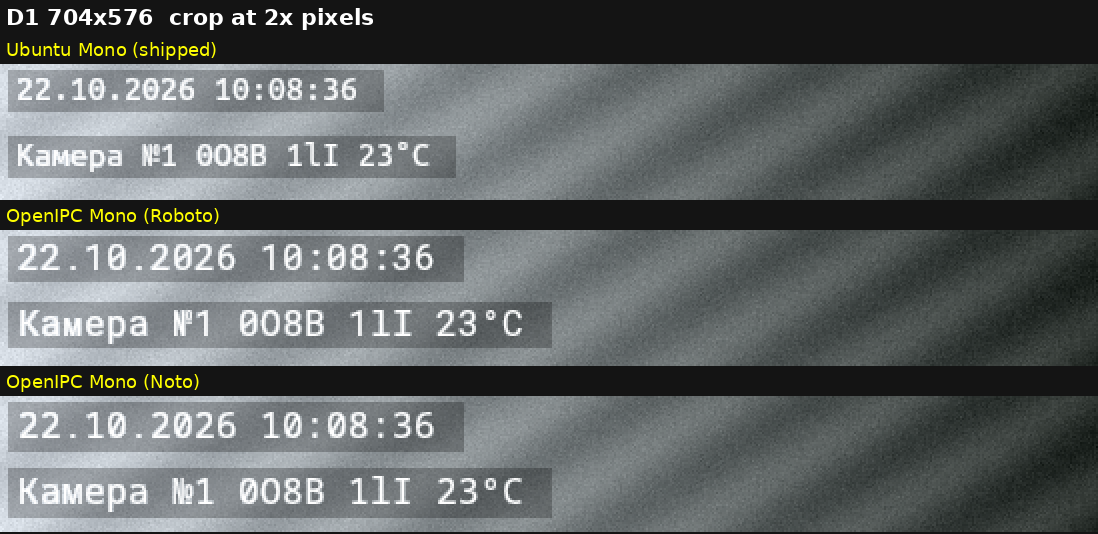 D1 704x576 crop at 2x pixels
Ubuntu Mono (shipped)
22.10.2026 10:08:36
Камера №1 0O8B 1lI 23°C
OpenIPC Mono (Roboto)
22.10.2026 10:08:36
Камера №1 0O8B 1lI 23°C
OpenIPC Mono (Noto)
22.10.2026 10:08:36
Камера №1 0O8B 1lI 23°C